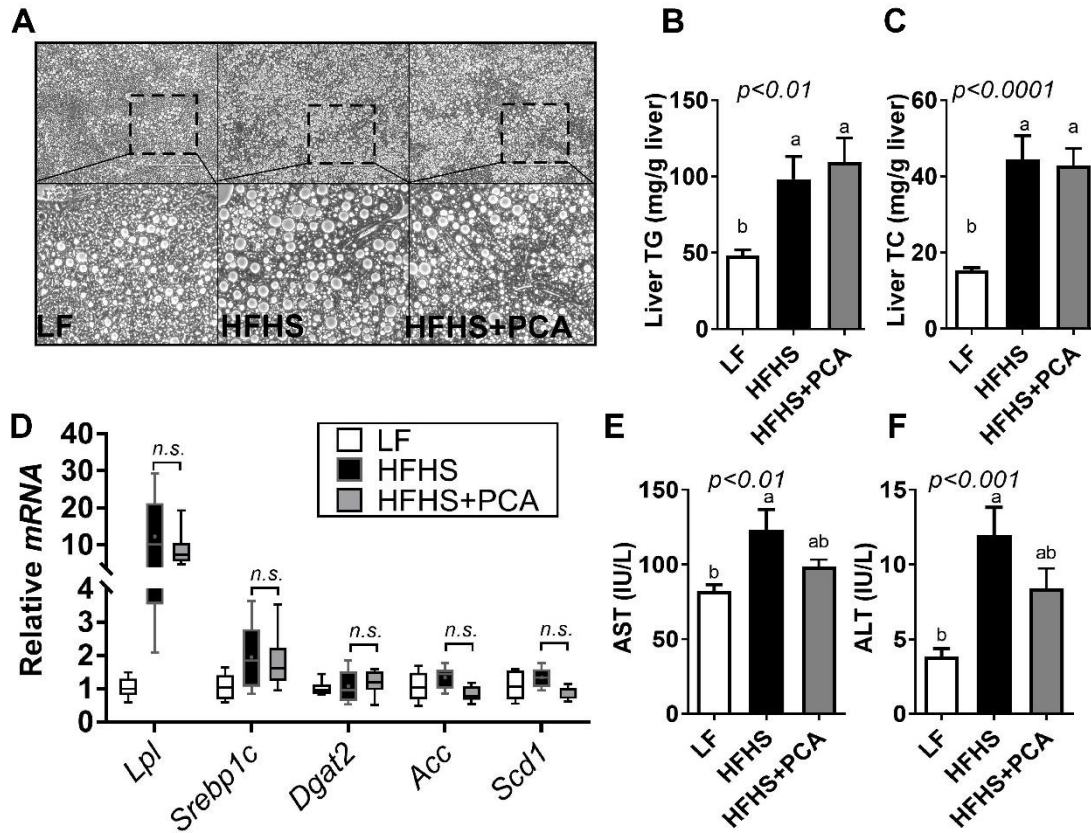 A
LF
HFHS
HFHS+PCA
B
p<0.01
Liver TG (mg/g liver)
150
100
50
0
b
a
a
LF
HFHS
HFHS+PCA
C
p<0.0001
Liver TC (mg/g liver)
60
40
20
0
b
a
a
LF
HFHS
HFHS+PCA
D
Relative mRNA
40
30
20
10
4
3
2
1
0
LF
HFHS
HFHS+PCA
n.s.
n.s.
n.s.
n.s.
n.s.
Lpl
Srebp1c
Dgat2
Acc
Scd1
E
p<0.01
AST (IU/L)
150
100
50
0
b
a
ab
LF
HFHS
HFHS+PCA
F
p<0.001
ALT (IU/L)
15
10
5
0
b
a
ab
LF
HFHS
HFHS+PCA